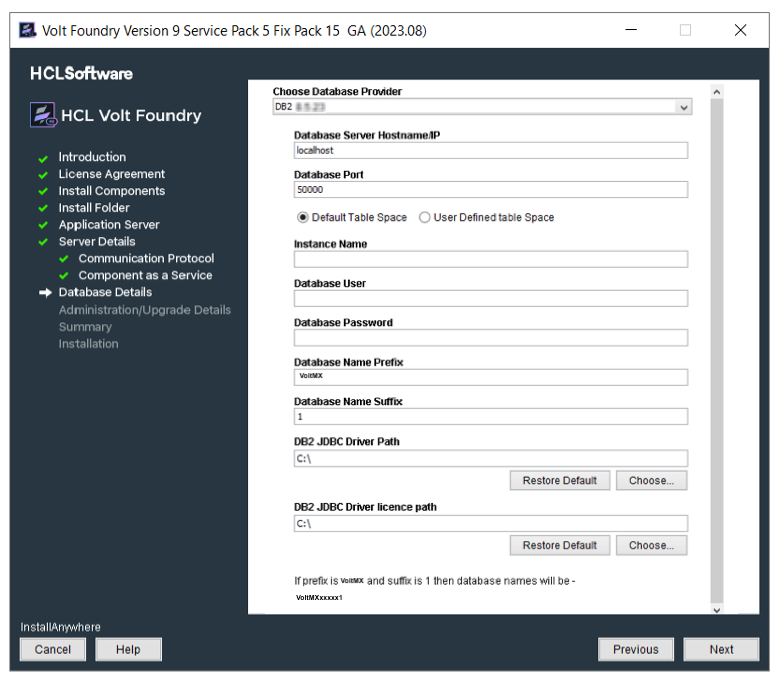 Volt Foundry Version 9 Service Pack 5 Fix Pack 15 GA (2023.08)
HCLSoftware
HCL Volt Foundry
Introduction
License Agreement
Install Components
Install Folder
Application Server
Server Details
Communication Protocol
Component as a Service
Database Details
Administration/Upgrade Details
Summary
Installation
Choose Database Provider
DB2
Database Server Hostname/IP
localhost
Database Port
50000
Default Table Space User Defined table Space
Instance Name
Database User
Database Password
Database Name Prefix
VoltMX
Database Name Suffix
1
DB2 JDBC Driver Path
C:\
Restore Default Choose...
DB2 JDBC Driver licence path
C:\
Restore Default Choose...
If prefix is VoltMX and suffix is 1 then database names will be -
VoltMXxxxxx1
InstallAnywhere
Cancel Help Previous Next